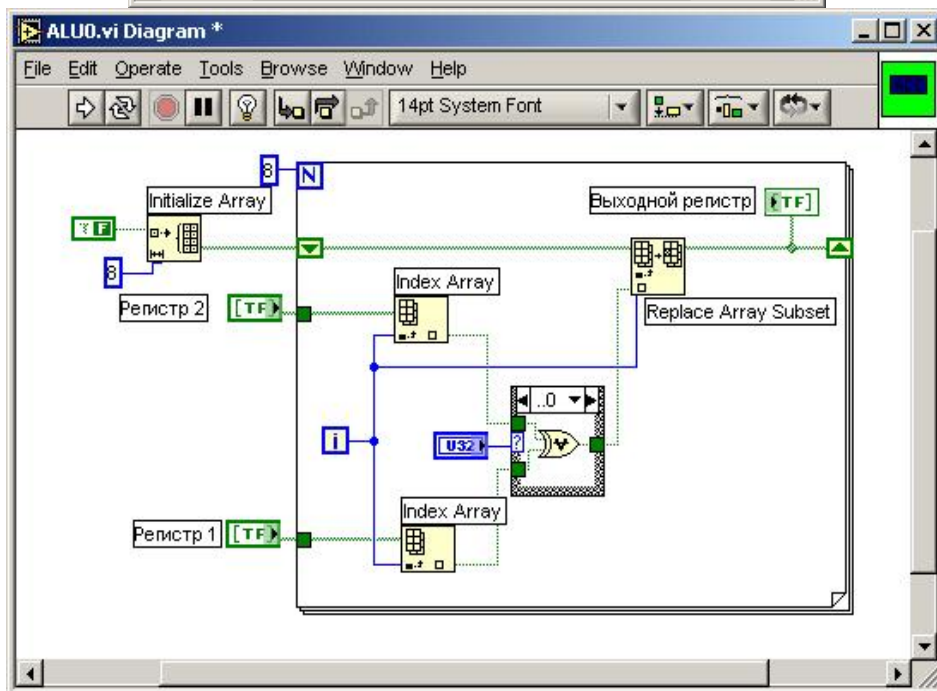 ALU0.vi Diagram *
File Edit Operate Tools Browse Window Help
14pt System Font
8
N
Initialize Array
Выходной регистр
F
TF
8
Index Array
Регистр 2
TF
Replace Array Subset
..0
i
U32
?
Index Array
Регистр 1
TF